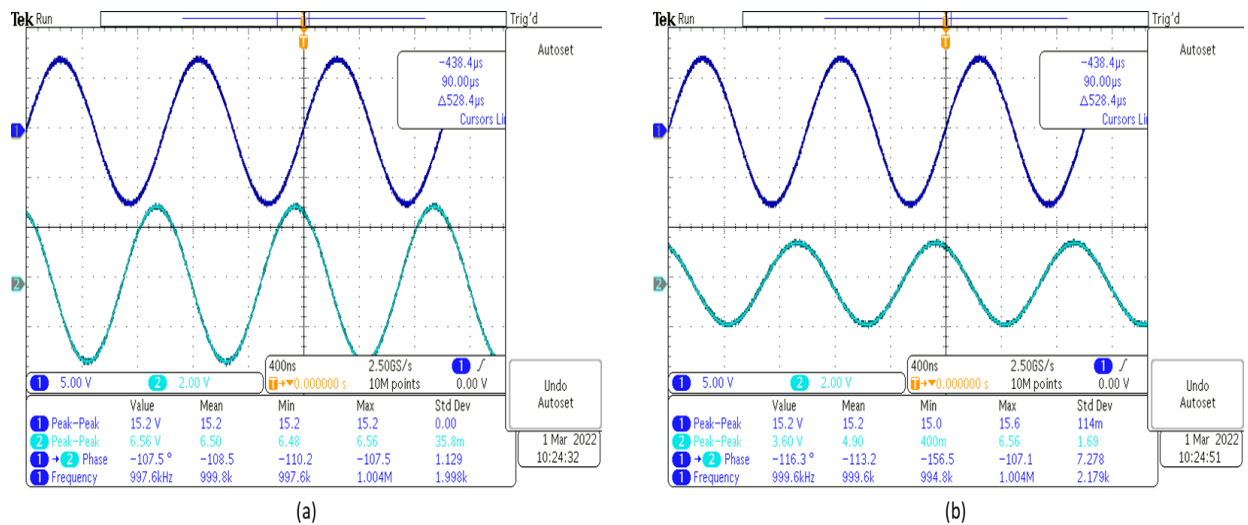 Tek Run
Trig'd
T
T
Autoset
−438.4μs
90.00μs
Δ528.4μs
Cursors Lin
1
2
400ns 2.50GS/s 1 ∫
1 5.00 V 2 2.00 V
T→▼0.000000 s 10M points 0.00 V
Undo
Autoset
Value Mean Min Max Std Dev
1 Peak–Peak 15.2 V 15.2 15.2 15.2 0.00
2 Peak–Peak 6.56 V 6.50 6.48 6.56 35.8m
1 → 2 Phase −107.5 ° −108.5 −110.2 −107.5 1.129
1 Frequency 997.6kHz 999.8k 997.6k 1.004M 1.998k
1 Mar 2022
10:24:32
(a)
Tek Run
Trig'd
T
T
Autoset
−438.4μs
90.00μs
Δ528.4μs
Cursors Lin
1
2
400ns 2.50GS/s 1 ∫
1 5.00 V 2 2.00 V
T→▼0.000000 s 10M points 0.00 V
Undo
Autoset
Value Mean Min Max Std Dev
1 Peak–Peak 15.2 V 15.2 15.0 15.6 114m
2 Peak–Peak 3.60 V 4.90 400m 6.56 1.69
1 → 2 Phase −116.3 ° −113.2 −156.5 −107.1 7.278
1 Frequency 999.6kHz 999.6k 994.8k 1.004M 2.179k
1 Mar 2022
10:24:51
(b)